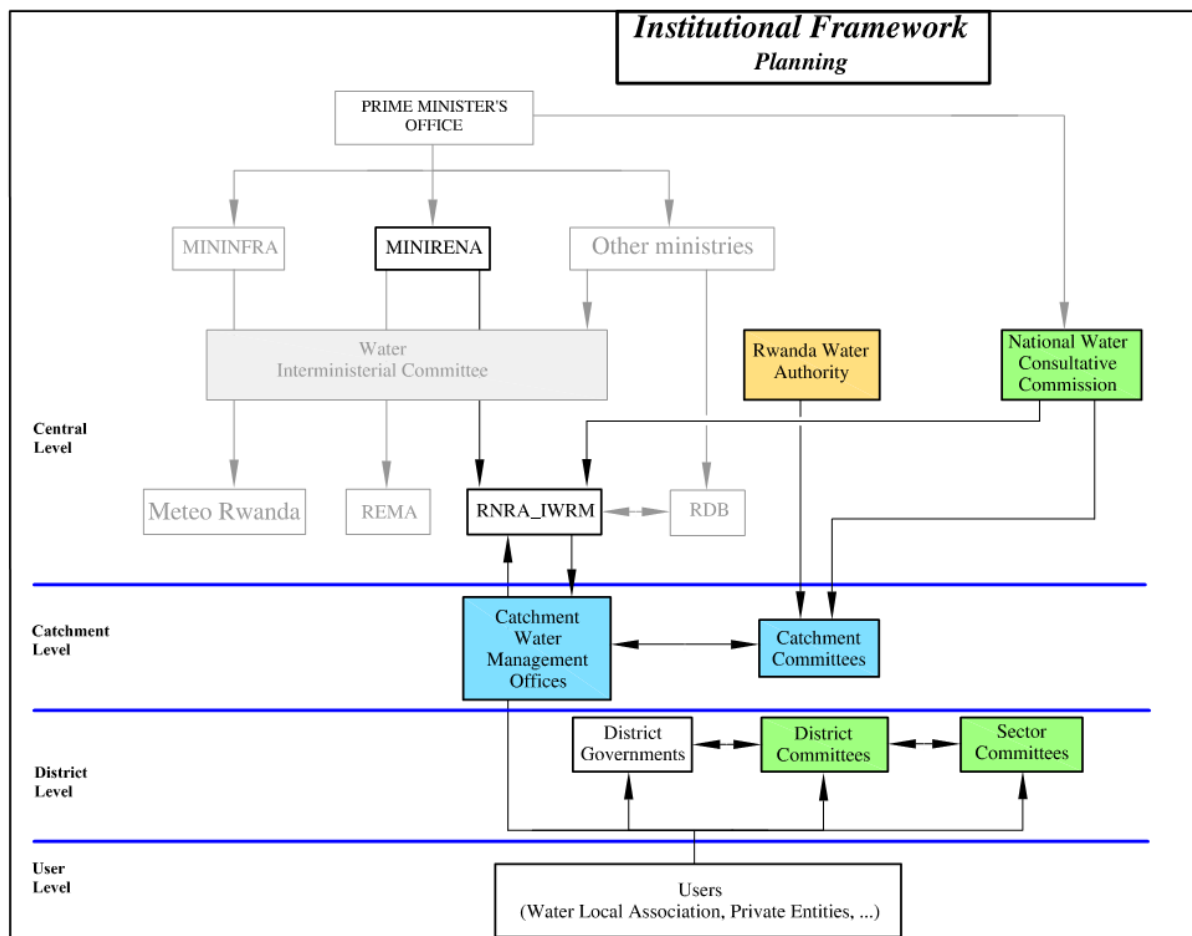 Institutional Framework
Planning
PRIME MINISTER'S
OFFICE
MININFRA
MINIRENA
Other ministries
Water
Interministerial Committee
Rwanda Water
Authority
National Water
Consultative
Commission
Central
Level
Meteo Rwanda
REMA
RNRA_IWRM
RDB
Catchment
Level
Catchment
Water
Management
Offices
Catchment
Committees
District
Level
District
Governments
District
Committees
Sector
Committees
User
Level
Users
(Water Local Association, Private Entities, ...)